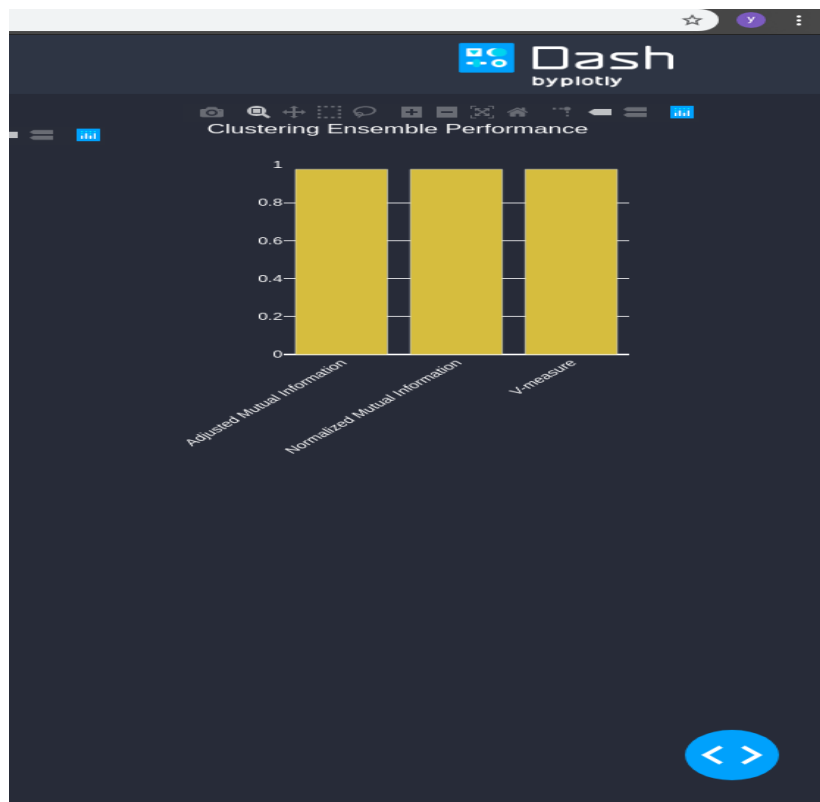 y
Dash
byplotly
Clustering Ensemble Performance
1
0.8
0.6
0.4
0.2
0
Adjusted Mutual Information
Normalized Mutual Information
V-measure